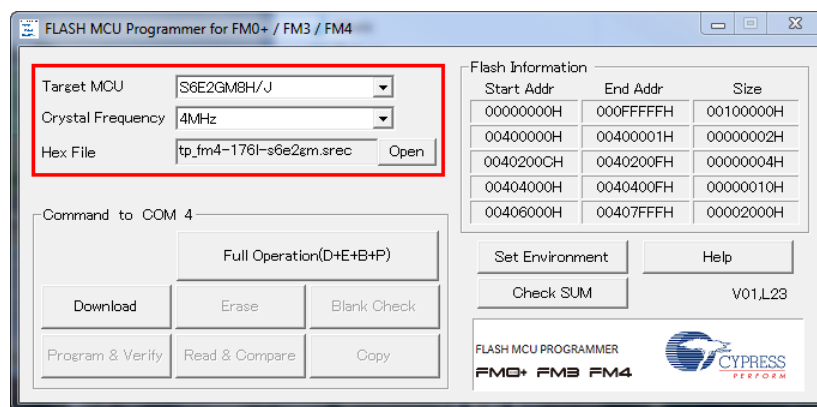 FLASH MCU Programmer for FM0+ / FM3 / FM4
Target MCU S6E2GM8H/J
Crystal Frequency 4MHz
Hex File tp_fm4-176l-s6e2gm.srec Open
Flash Information
Start Addr End Addr Size
00000000H 000FFFFFH 00100000H
00400000H 00400001H 00000002H
0040200CH 0040200FH 00000004H
00404000H 0040400FH 00000010H
00406000H 00407FFFH 00002000H
Command to COM 4
Full Operation(D+E+B+P)
Download Erase Blank Check
Program & Verify Read & Compare Copy
Set Environment Help
Check SUM V01,L23
FLASH MCU PROGRAMMER
FM0+ FM3 FM4
CYPRESS
PERFORM